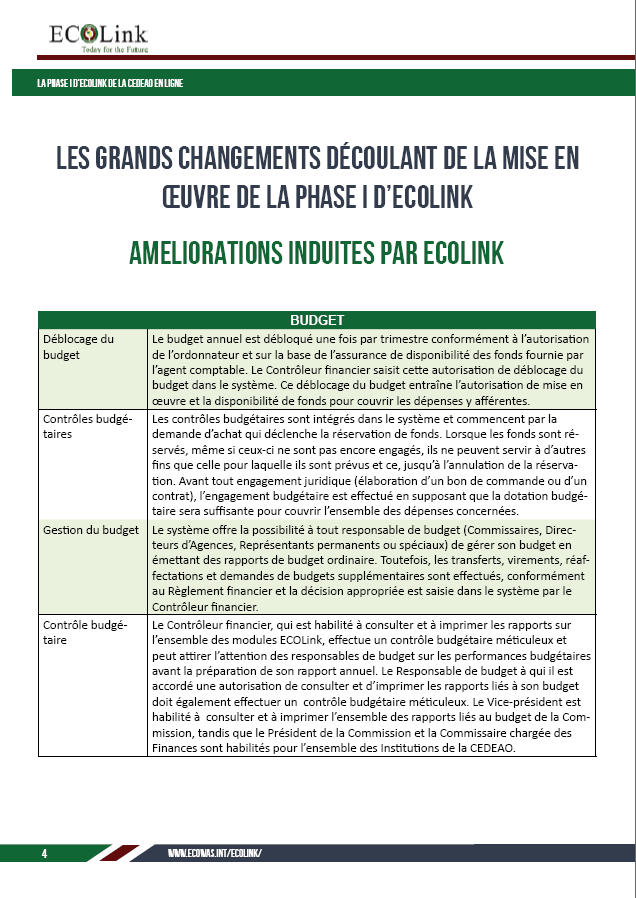 ECOLink
Today for the Future
LA PHASE I D'ECOLINK DE LA CEDEAO EN LIGNE
LES GRANDS CHANGEMENTS DÉCOULANT DE LA MISE EN
ŒUVRE DE LA PHASE I D'ECOLINK
AMELIORATIONS INDUITES PAR ECOLINK
BUDGET
Déblocage du
budget
Le budget annuel est débloqué une fois par trimestre conformément à l'autorisation
de l'ordonnateur et sur la base de l'assurance de disponibilité des fonds fournie par
l'agent comptable. Le Contrôleur financier saisit cette autorisation de déblocage du
budget dans le système. Ce déblocage du budget entraîne l'autorisation de mise en
œuvre et la disponibilité de fonds pour couvrir les dépenses y afférentes.
Contrôles budgé-
taires
Les contrôles budgétaires sont intégrés dans le système et commencent par la
demande d'achat qui déclenche la réservation de fonds. Lorsque les fonds sont ré-
servés, même si ceux-ci ne sont pas encore engagés, ils ne peuvent servir à d'autres
fins que celle pour laquelle ils sont prévus et ce, jusqu'à l'annulation de la réserva-
tion. Avant tout engagement juridique (élaboration d'un bon de commande ou d'un
contrat), l'engagement budgétaire est effectué en supposant que la dotation budgé-
taire sera suffisante pour couvrir l'ensemble des dépenses concernées.
Gestion du budget
Le système offre la possibilité à tout responsable de budget (Commissaires, Direc-
teurs d'Agences, Représentants permanents ou spéciaux) de gérer son budget en
émettant des rapports de budget ordinaire. Toutefois, les transferts, virements, réaf-
fectations et demandes de budgets supplémentaires sont effectués, conformément
au Règlement financier et la décision appropriée est saisie dans le système par le
Contrôleur financier.
Contrôle budgé-
taire
Le Contrôleur financier, qui est habilité à consulter et à imprimer les rapports sur
l'ensemble des modules ECOLink, effectue un contrôle budgétaire méticuleux et
peut attirer l'attention des responsables de budget sur les performances budgétaires
avant la préparation de son rapport annuel. Le Responsable de budget à qui il est
accordé une autorisation de consulter et d'imprimer les rapports liés à son budget
doit également effectuer un contrôle budgétaire méticuleux. Le Vice-président est
habilité à consulter et à imprimer l'ensemble des rapports liés au budget de la Com-
mission, tandis que le Président de la Commission et la Commissaire chargée des
Finances sont habilités pour l'ensemble des Institutions de la CEDEAO.
4
WWW.ECOWAS.INT/ECOLINK/